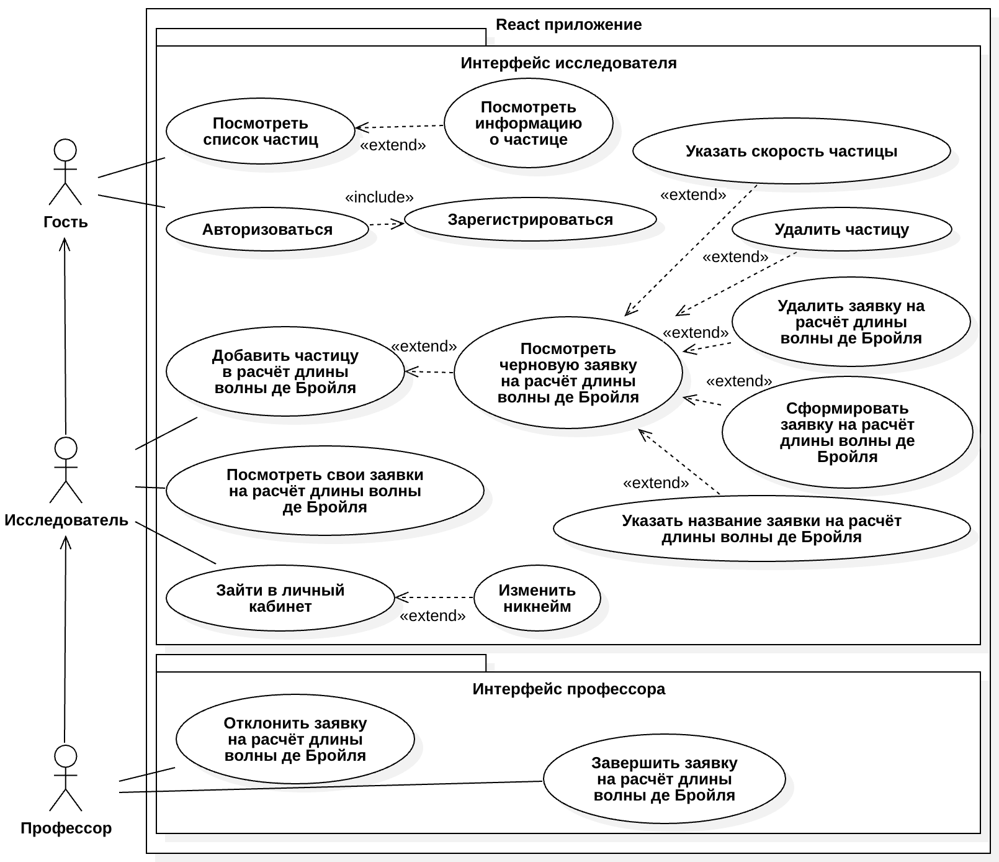 React приложение
Интерфейс исследователя
Посмотреть
список частиц
«extend»
Посмотреть
информацию
о частице
Указать скорость частицы
«extend»
Гость
Авторизоваться
«include»
Зарегистрироваться
Удалить частицу
«extend»
Удалить заявку на
расчёт длины
волны де Бройля
«extend»
Добавить частицу
в расчёт длины
волны де Бройля
«extend»
Посмотреть
черновую заявку
на расчёт длины
волны де Бройля
«extend»
Сформировать
заявку на расчёт
длины волны де
Бройля
Исследователь
Посмотреть свои заявки
на расчёт длины волны
де Бройля
«extend»
Указать название заявки на расчёт
длины волны де Бройля
Зайти в личный
кабинет
«extend»
Изменить
никнейм
Интерфейс профессора
Отклонить заявку
на расчёт длины
волны де Бройля
Завершить заявку
на расчёт длины
волны де Бройля
Профессор